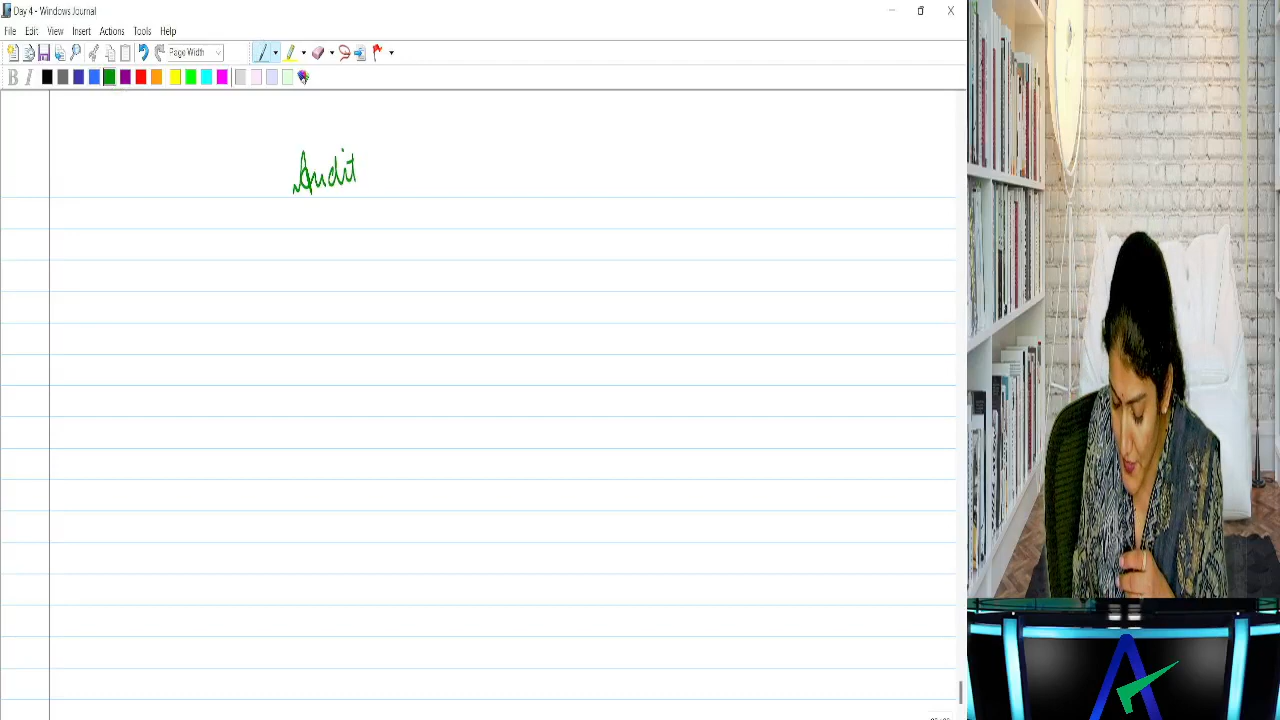 Day 4 - Windows Journal
File Edit View Insert Actions Tools Help
Page Width
B I
Audit